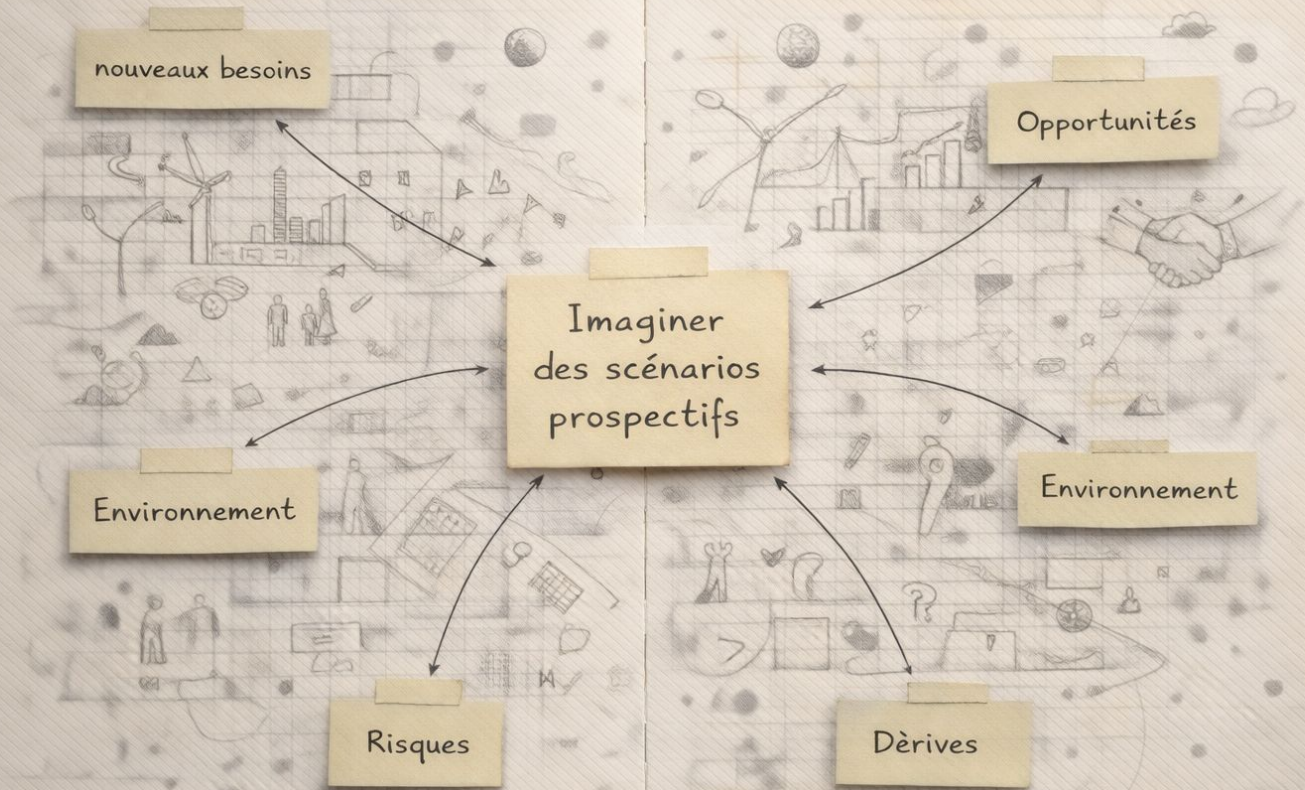 nouveaux besoins
Opportunités
Imaginer
des scénarios
prospectifs
Environnement
Environnement
Risques
Dèrives